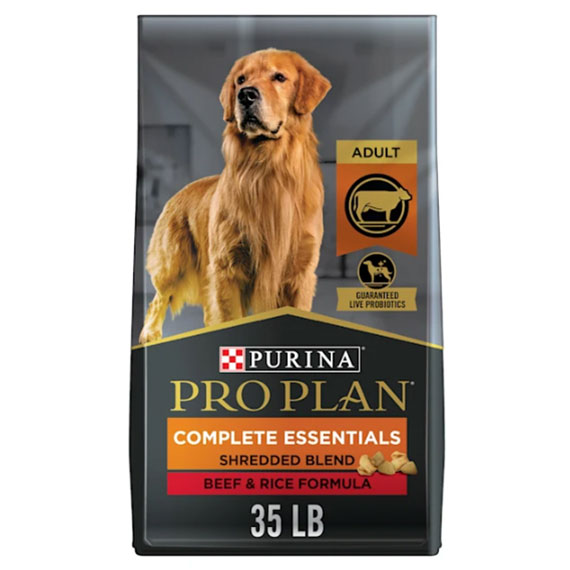 ADULT
GUARANTEED
LIVE PROBIOTICS
PURINA®
PRO PLAN®
COMPLETE ESSENTIALS
SHREDDED BLEND
BEEF & RICE FORMULA
35 LB